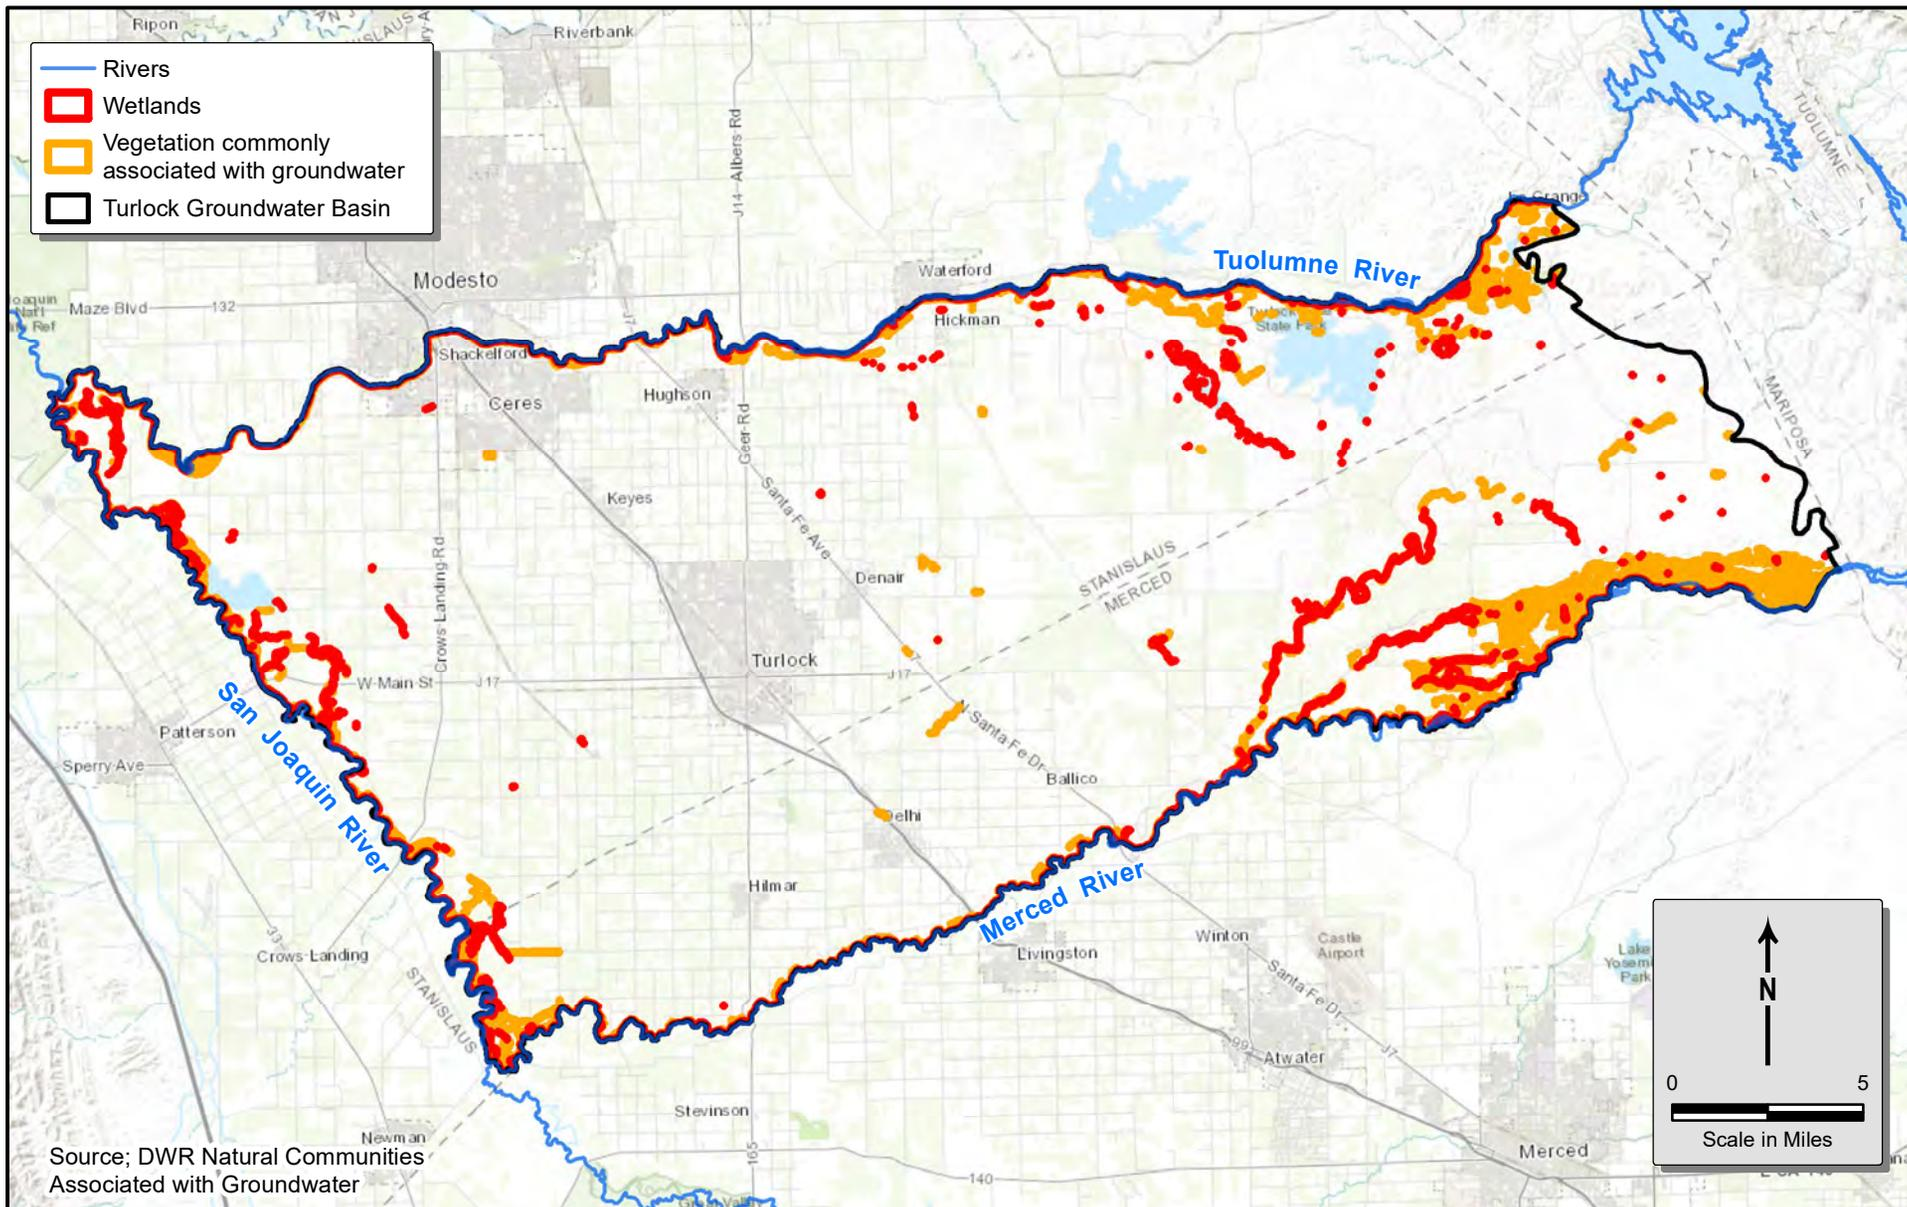 Ripon
Riverbank
Rivers
Wetlands
Vegetation commonly
associated with groundwater
Turlock Groundwater Basin
J14
Albers Rd
TUOLUMNE
La Grange
Tuolumne River
Waterford
Modesto
Maze Blvd
132
J7
Hickman
State Park
Shackelford
Hughson
Ceres
Geer Rd
MARIPOSA
Keyes
Santa Fe Ave
STANISLAUS
MERCED
Denair
Crows Landing Rd
Turlock
W Main St
J17
J17
San Joaquin River
Patterson
Sperry Ave
N Santa Fe Dr
Ballico
Delhi
Hilmar
Merced River
33
Crows Landing
STANISLAUS
Livingston
Winton
Castle
Airport
Santa Fe Dr
Lake
Park
N
0 5
Scale in Miles
99
Atwater
J7
Stevinson
165
140
Newman
Merced
Source; DWR Natural Communities
Associated with Groundwater